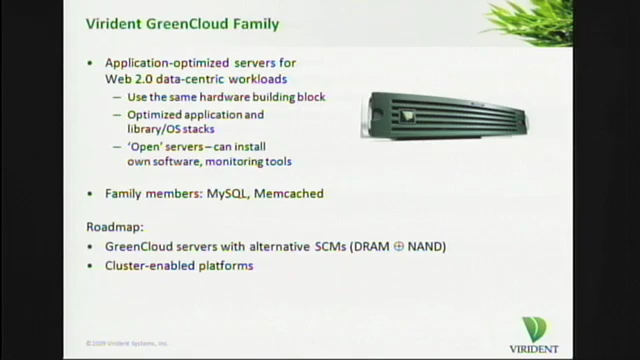 Virident GreenCloud Family
• Application-optimized servers for
Web 2.0 data-centric workloads
– Use the same hardware building block
– Optimized application and
library/OS stacks
– ‘Open’ servers – can install
own software, monitoring tools
• Family members: MySQL, Memcached
Roadmap:
• GreenCloud servers with alternative SCMs (DRAM ⊕ NAND)
• Cluster-enabled platforms
©2009 Virident Systems, Inc.
VIRIDENT